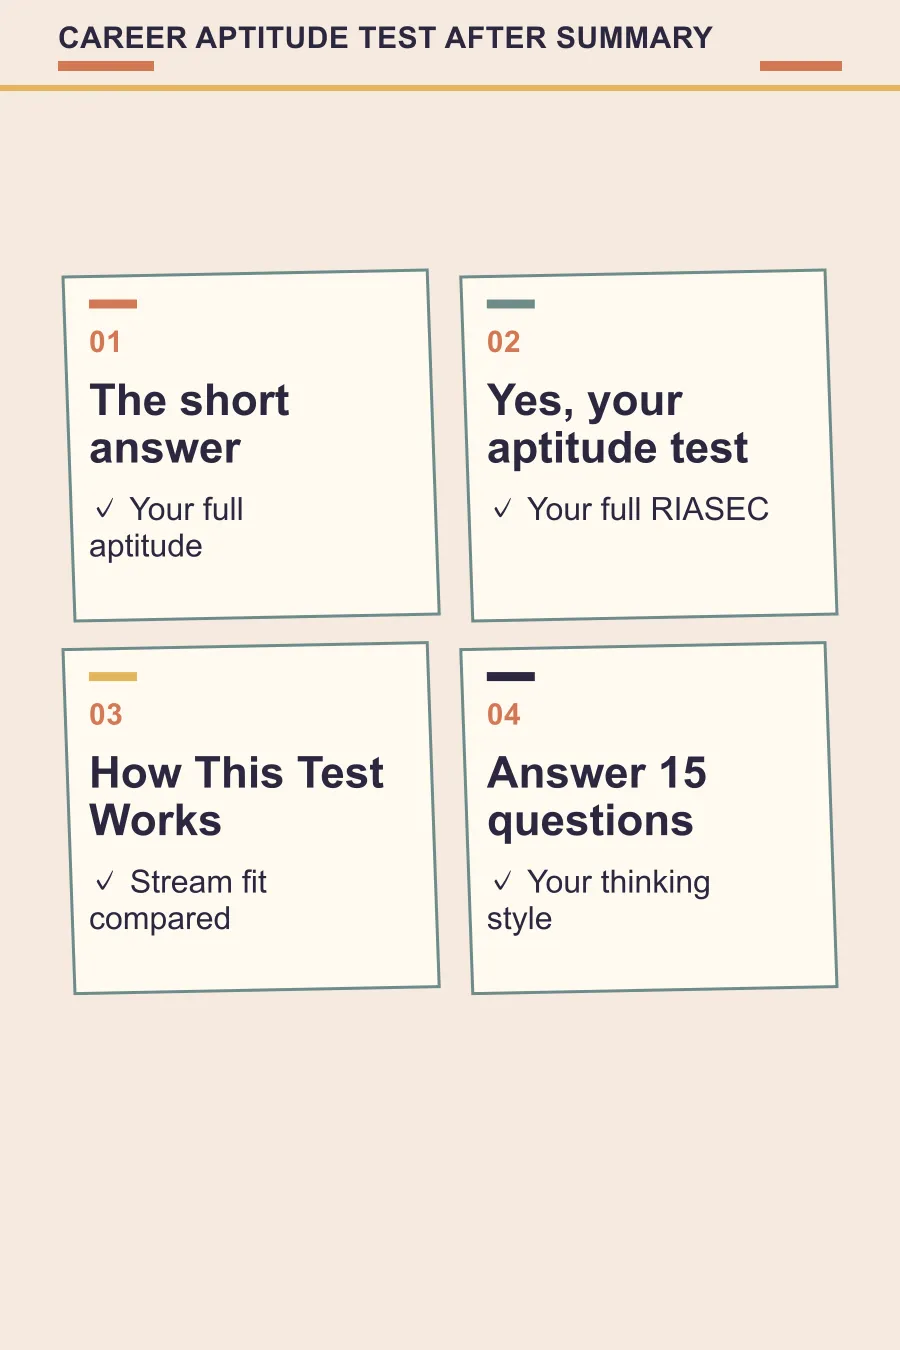 CAREER APTITUDE TEST AFTER SUMMARY
01
The short
answer
✓ Your full
aptitude
02
Yes, your
aptitude test
✓ Your full RIASEC
03
How This Test
Works
✓ Stream fit
compared
04
Answer 15
questions
✓ Your thinking
style